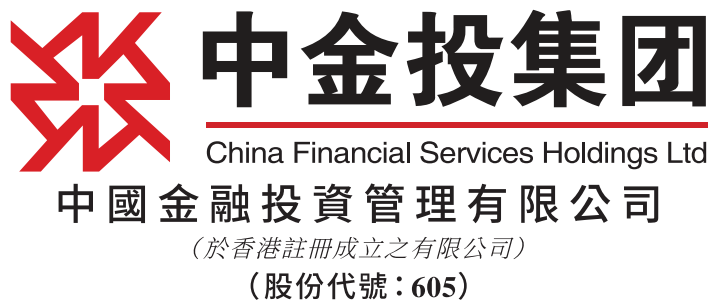 中金投集团
China Financial Services Holdings Ltd
中國金融投資管理有限公司
（於香港註冊成立之有限公司）
（股份代號：605）